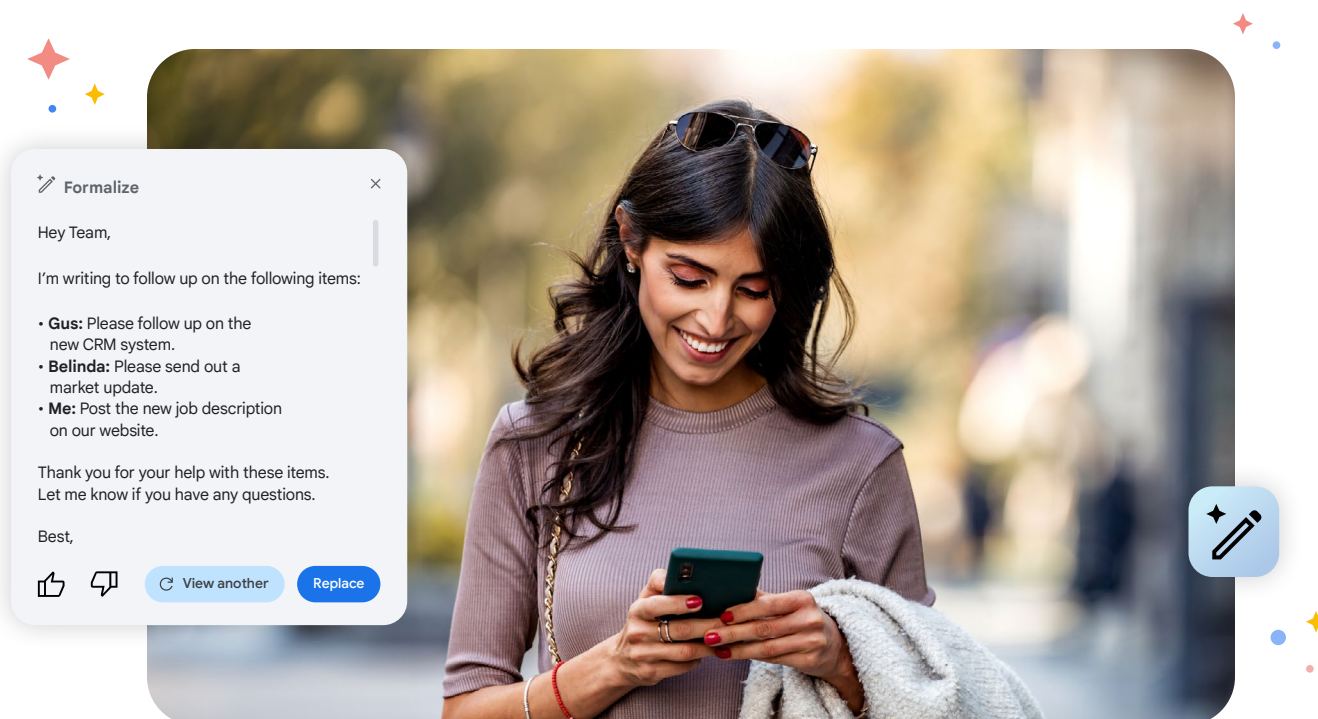 Formalize
Hey Team,
I'm writing to follow up on the following items:
• Gus: Please follow up on the
new CRM system.
• Belinda: Please send out a
market update.
• Me: Post the new job description
on our website.
Thank you for your help with these items.
Let me know if you have any questions.
Best,
View another
Replace